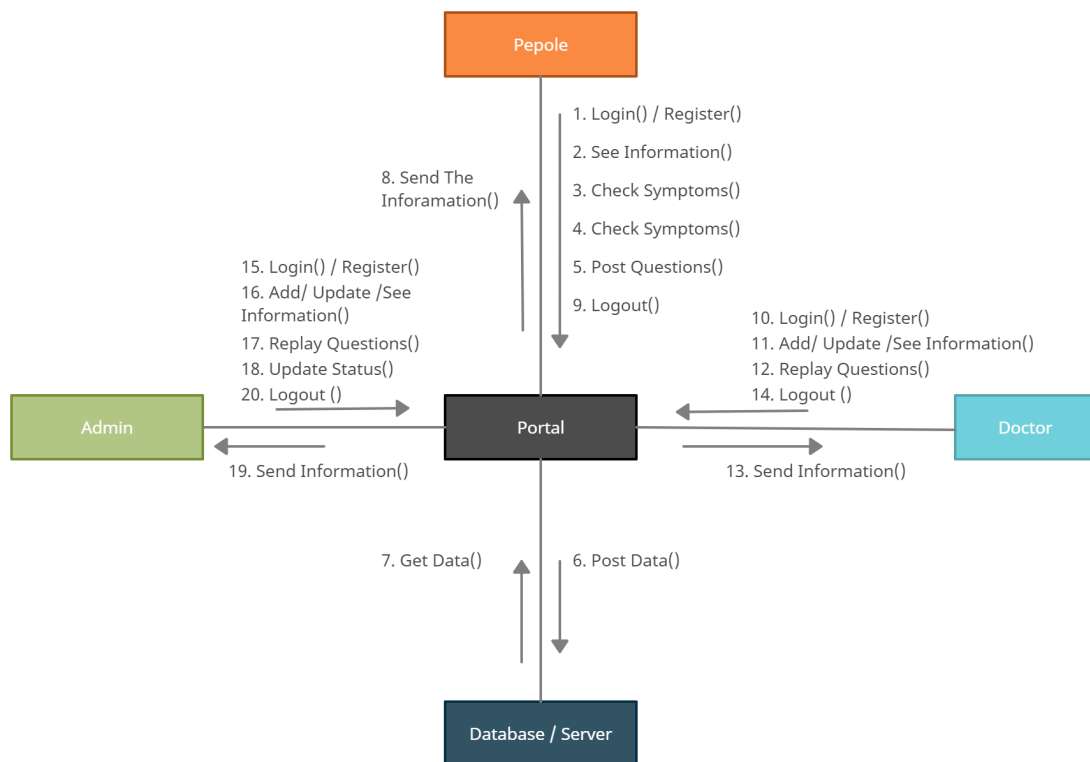 Pepole
1. Login() / Register()
2. See Information()
3. Check Symptoms()
4. Check Symptoms()
5. Post Questions()
9. Logout()
8. Send The
Inforamation()
15. Login() / Register()
16. Add/ Update /See
Information()
17. Replay Questions()
18. Update Status()
20. Logout ()
10. Login() / Register()
11. Add/ Update /See Information()
12. Replay Questions()
14. Logout ()
Admin
Portal
Doctor
19. Send Information()
13. Send Information()
7. Get Data()
6. Post Data()
Database / Server